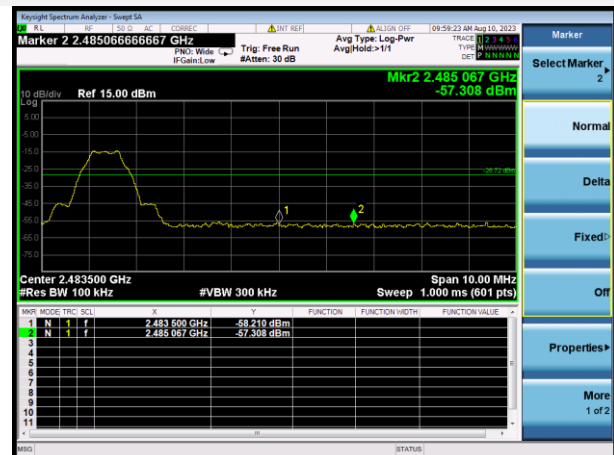 Keysight Spectrum Analyzer - Swept SA
RL RF 50 Ω AC CORREC INT REF ALIGN OFF 09:59:23 AM Aug 10, 2023
Marker 2 2.485066666667 GHz
PNO: Wide
IFGain:Low
Trig: Free Run
#Atten: 30 dB
Avg Type: Log-Pwr
Avg|Hold:>1/1
TRACE 1 2 3 4 5 6
TYPE M W W W W W
DET P N N N N N
Mkr2 2.485 067 GHz
-57.308 dBm
10 dB/div Ref 15.00 dBm
Log
5.00
-5.00
-15.0
-25.0
-35.0
-45.0
-55.0
-65.0
-75.0
-28.72 dBm
1
2
Center 2.483500 GHz Span 10.00 MHz
#Res BW 100 kHz #VBW 300 kHz Sweep 1.000 ms (601 pts)
MKR MODE TRC SCL X Y FUNCTION FUNCTION WIDTH FUNCTION VALUE
1 N 1 f 2.483 500 GHz -58.210 dBm
2 N 1 f 2.485 067 GHz -57.308 dBm
3
4
5
6
7
8
9
10
11
MSG STATUS
Marker
Select Marker
2
Normal
Delta
Fixed
Off
Properties
More
1 of 2